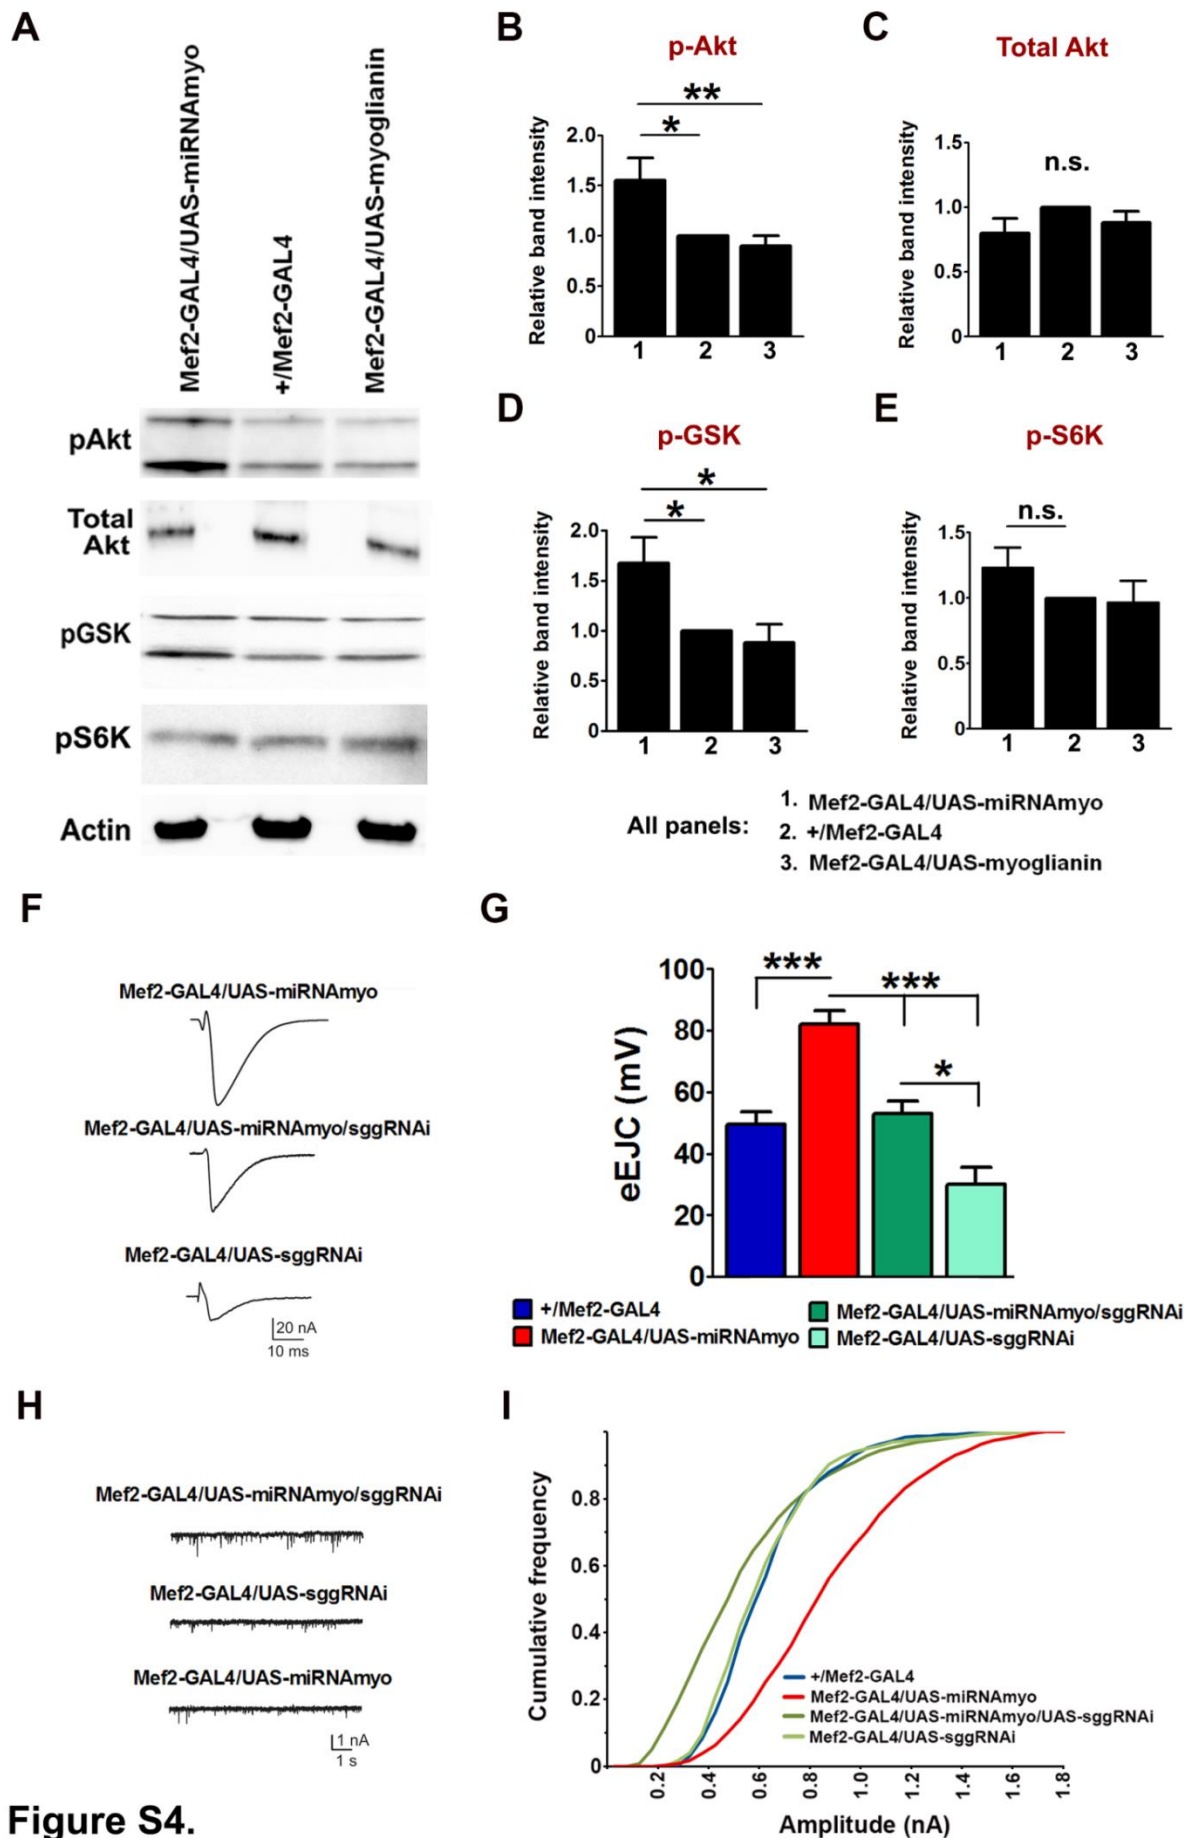 A
Mef2-GAL4/UAS-miRNAmyo
+/Mef2-GAL4
Mef2-GAL4/UAS-myoglianin
pAkt
Total
Akt
pGSK
pS6K
Actin
B
p-Akt
**
*
Relative band intensity
2.0
1.5
1.0
0.5
0
1 2 3
C
Total Akt
n.s.
Relative band intensity
1.5
1.0
0.5
0
1 2 3
D
p-GSK
*
*
Relative band intensity
2.0
1.5
1.0
0.5
0
1 2 3
E
p-S6K
n.s.
Relative band intensity
1.5
1.0
0.5
0
1 2 3
All panels:
1. Mef2-GAL4/UAS-miRNAmyo
2. +/Mef2-GAL4
3. Mef2-GAL4/UAS-myoglianin
F
Mef2-GAL4/UAS-miRNAmyo
Mef2-GAL4/UAS-miRNAmyo/sggRNAi
Mef2-GAL4/UAS-sggRNAi
20 nA
10 ms
G
eEJC (mV)
100
80
60
40
20
0
***
***
*
+/Mef2-GAL4
Mef2-GAL4/UAS-miRNAmyo
Mef2-GAL4/UAS-miRNAmyo/sggRNAi
Mef2-GAL4/UAS-sggRNAi
H
Mef2-GAL4/UAS-miRNAmyo/sggRNAi
Mef2-GAL4/UAS-sggRNAi
Mef2-GAL4/UAS-miRNAmyo
1 nA
1 s
I
Cumulative frequency
0.8
0.6
0.4
0.2
0
+/Mef2-GAL4
Mef2-GAL4/UAS-miRNAmyo
Mef2-GAL4/UAS-miRNAmyo/UAS-sggRNAi
Mef2-GAL4/UAS-sggRNAi
0.2 0.4 0.6 0.8 1.0 1.2 1.4 1.6 1.8
Amplitude (nA)
Figure S4.